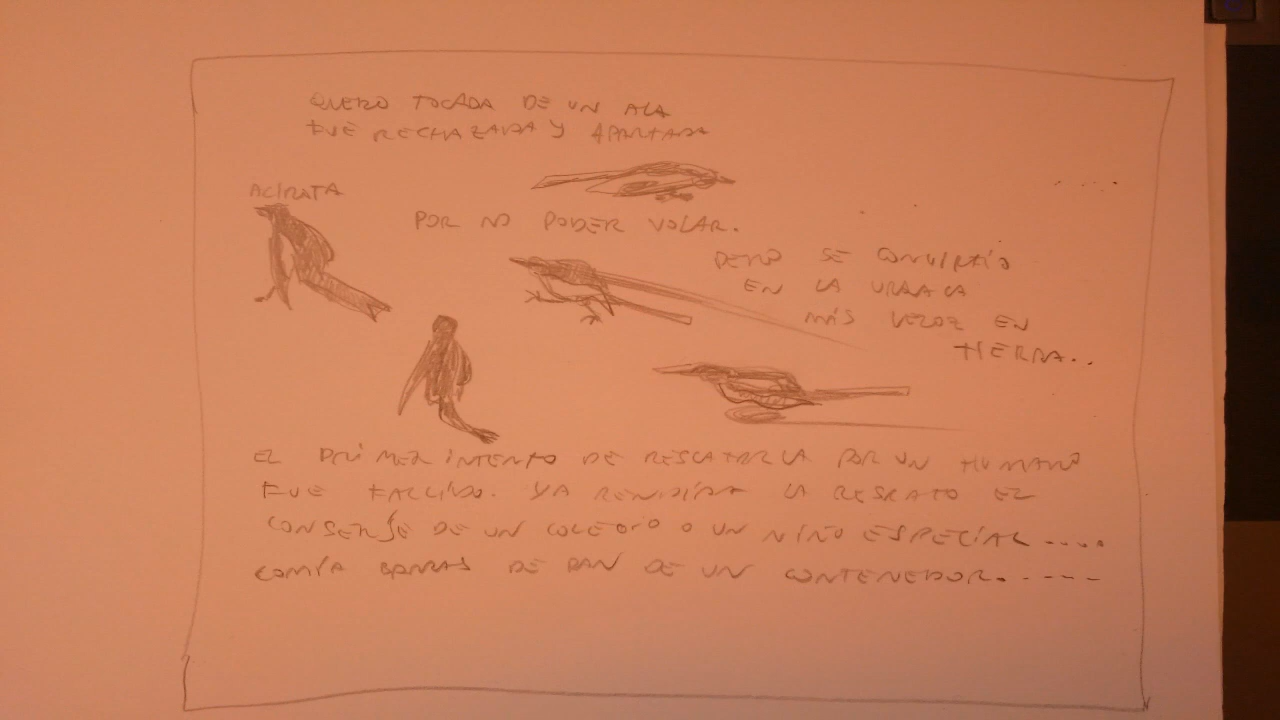 QUEDO TOCADA DE UN ALA
FUE RECHAZADA Y APARTADA
POR NO PODER VOLAR.
PERO SE CONVIRTIÓ
EN LA URRACA
MÁS VELOZ EN
TIERRA..
EL PRIMER INTENTO DE RESCATARLA POR UN HUMANO
FUE FALLIDO. YA RENDIDA LA RESCATO EL
CONSERJE DE UN COLEGIO O UN NIÑO ESPECIAL.....
COMÍA BARRAS DE PAN DE UN CONTENEDOR.-----